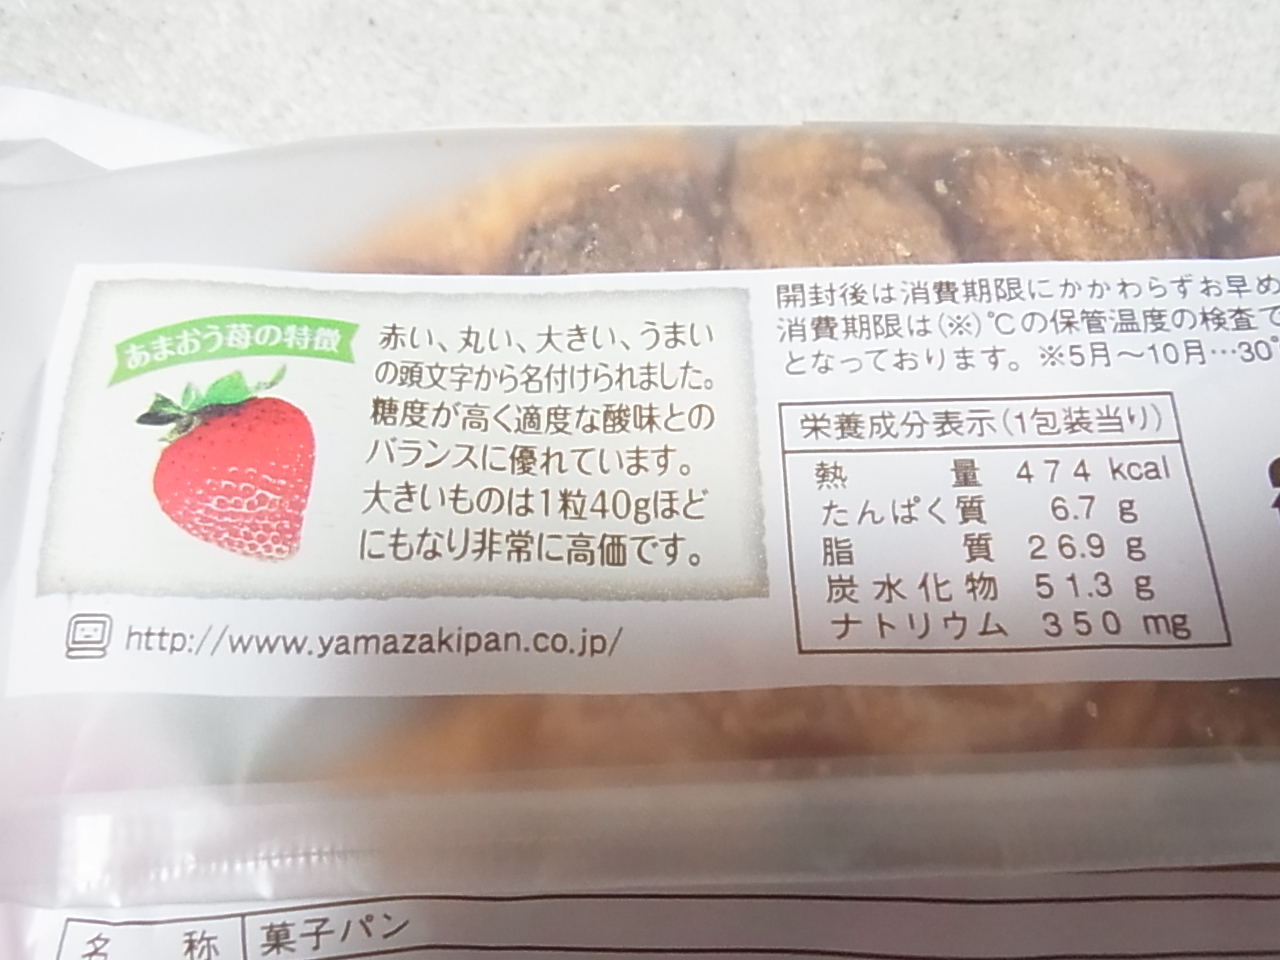 あまおう苺の特徴
赤い、丸い、大きい、うまい
の頭文字から名付けられました。
糖度が高く適度な酸味との
バランスに優れています。
大きいものは1粒40gほど
にもなり非常に高価です。
http://www.yamazakipan.co.jp/
開封後は消費期限にかかわらずお早め
消費期限は(※)℃の保管温度の検査で
となっております。※5月〜10月…30°
栄養成分表示(1包装当り)
熱量 474 kcal
たんぱく質 6.7 g
脂質 26.9 g
炭水化物 51.3 g
ナトリウム 350 mg
名称 菓子パン